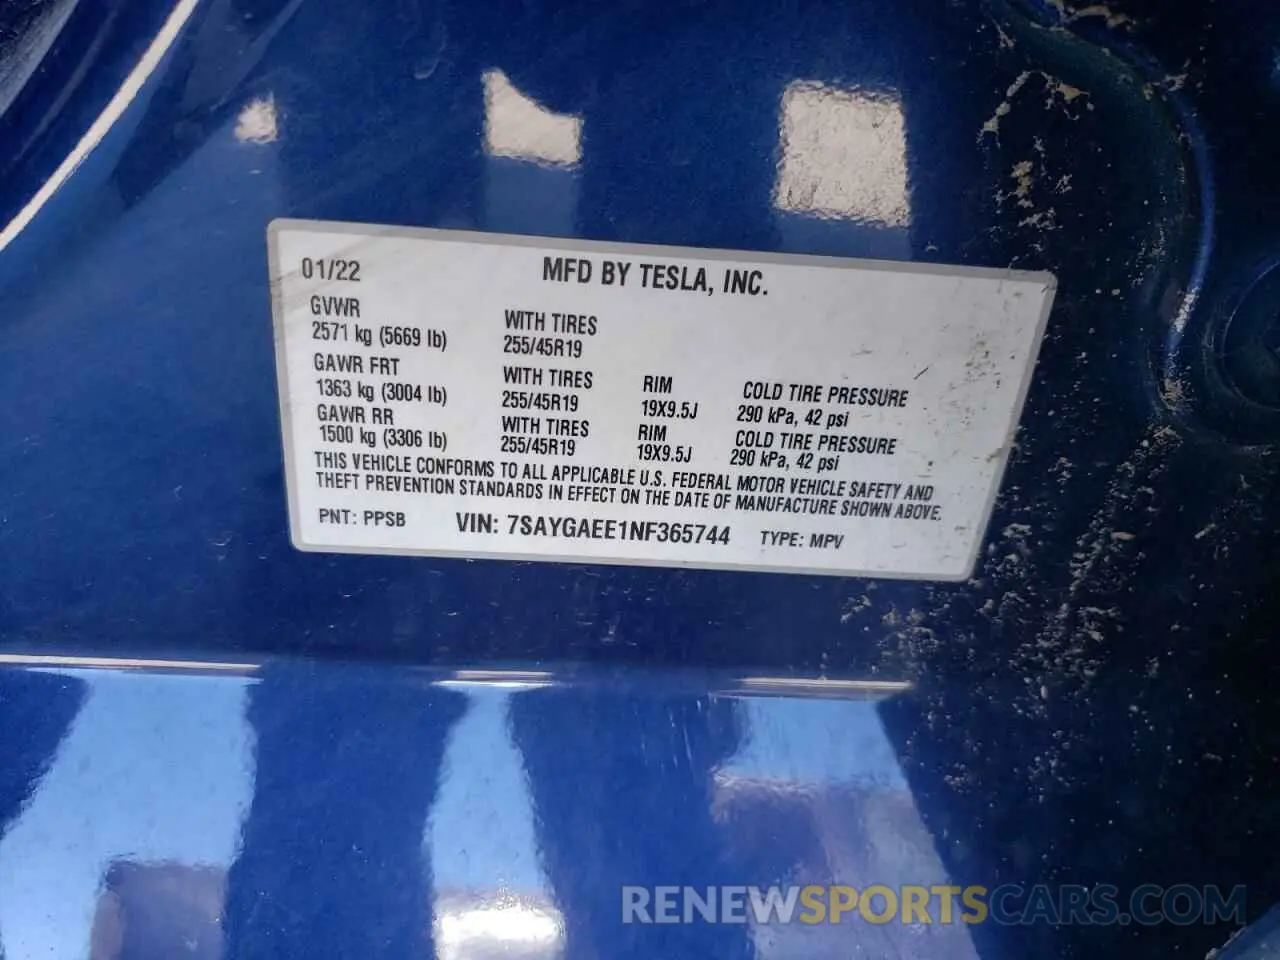 01/22 MFD BY TESLA, INC.
GVWR
2571 kg (5669 lb)
WITH TIRES
255/45R19
GAWR FRT
1363 kg (3004 lb)
WITH TIRES
255/45R19
RIM
19X9.5J
COLD TIRE PRESSURE
290 kPa, 42 psi
GAWR RR
1500 kg (3306 lb)
WITH TIRES
255/45R19
RIM
19X9.5J
COLD TIRE PRESSURE
290 kPa, 42 psi
THIS VEHICLE CONFORMS TO ALL APPLICABLE U.S. FEDERAL MOTOR VEHICLE SAFETY AND
THEFT PREVENTION STANDARDS IN EFFECT ON THE DATE OF MANUFACTURE SHOWN ABOVE.
PNT: PPSB VIN: 7SAYGAEE1NF365744 TYPE: MPV
RENEWSPORTSCARS.COM